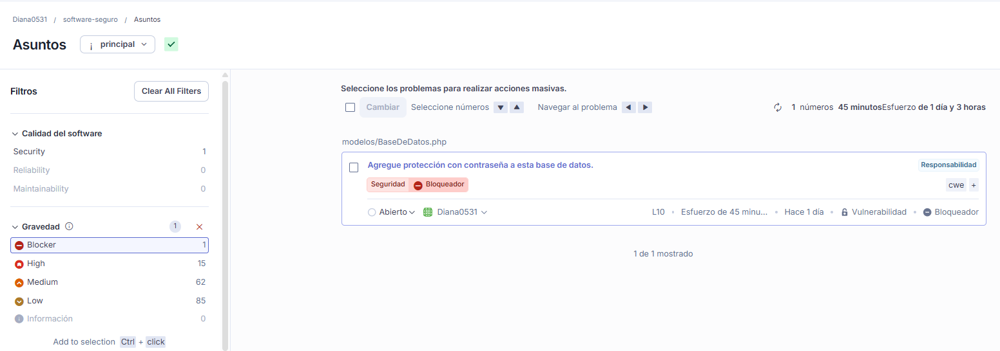 Diana0531 / software-seguro / Asuntos
Asuntos
¡ principal
Filtros
Clear All Filters
Calidad del software
Security 1
Reliability 0
Maintainability 0
Gravedad 1
Blocker 1
High 15
Medium 62
Low 85
Información 0
Add to selection Ctrl + click
Seleccione los problemas para realizar acciones masivas.
Cambiar Seleccione números Navegar al problema 1 números 45 minutosEsfuerzo de 1 día y 3 horas
modelos/BaseDeDatos.php
Agregue protección con contraseña a esta base de datos. Responsabilidad
Seguridad Bloqueador cwe +
Abierto Diana0531 L10 • Esfuerzo de 45 minu... • Hace 1 día • Vulnerabilidad • Bloqueador
1 de 1 mostrado